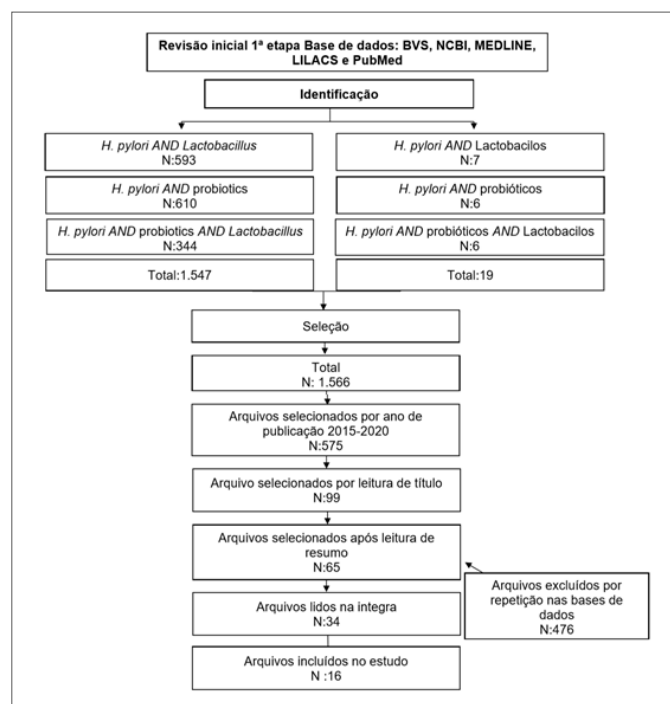 Revisão inicial 1ª etapa Base de dados: BVS, NCBI, MEDLINE,
LILACS e PubMed
Identificação
H. pylori AND Lactobacillus
N:593
H. pylori AND Lactobacilos
N:7
H. pylori AND probiotics
N:610
H. pylori AND probióticos
N:6
H. pylori AND probiotics AND Lactobacillus
N:344
H. pylori AND probióticos AND Lactobacilos
N:6
Total:1.547
Total:19
Seleção
Total
N: 1.566
Arquivos selecionados por ano de
publicação 2015-2020
N:575
Arquivo selecionados por leitura de título
N:99
Arquivos selecionados após leitura de
resumo
N:65
Arquivos excluídos por
repetição nas bases de
dados
N:476
Arquivos lidos na integra
N:34
Arquivos incluídos no estudo
N :16